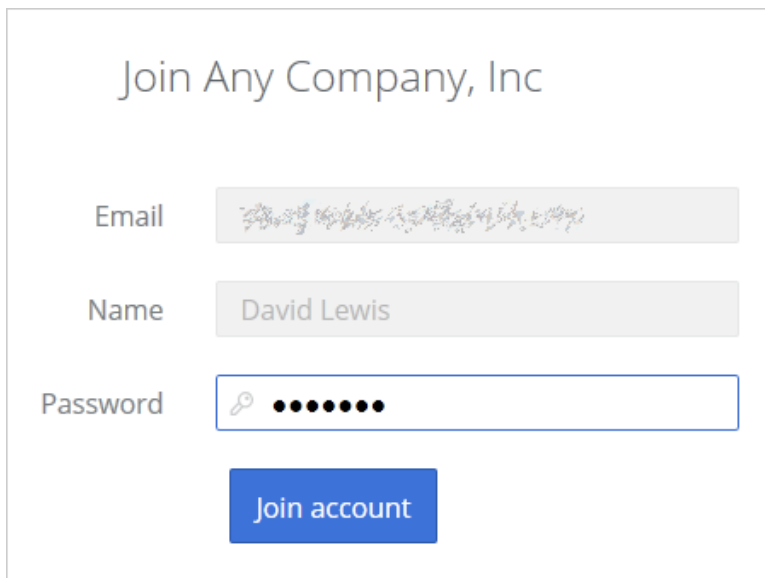 Join Any Company, Inc
Email
Name David Lewis
Password •••••••
Join account